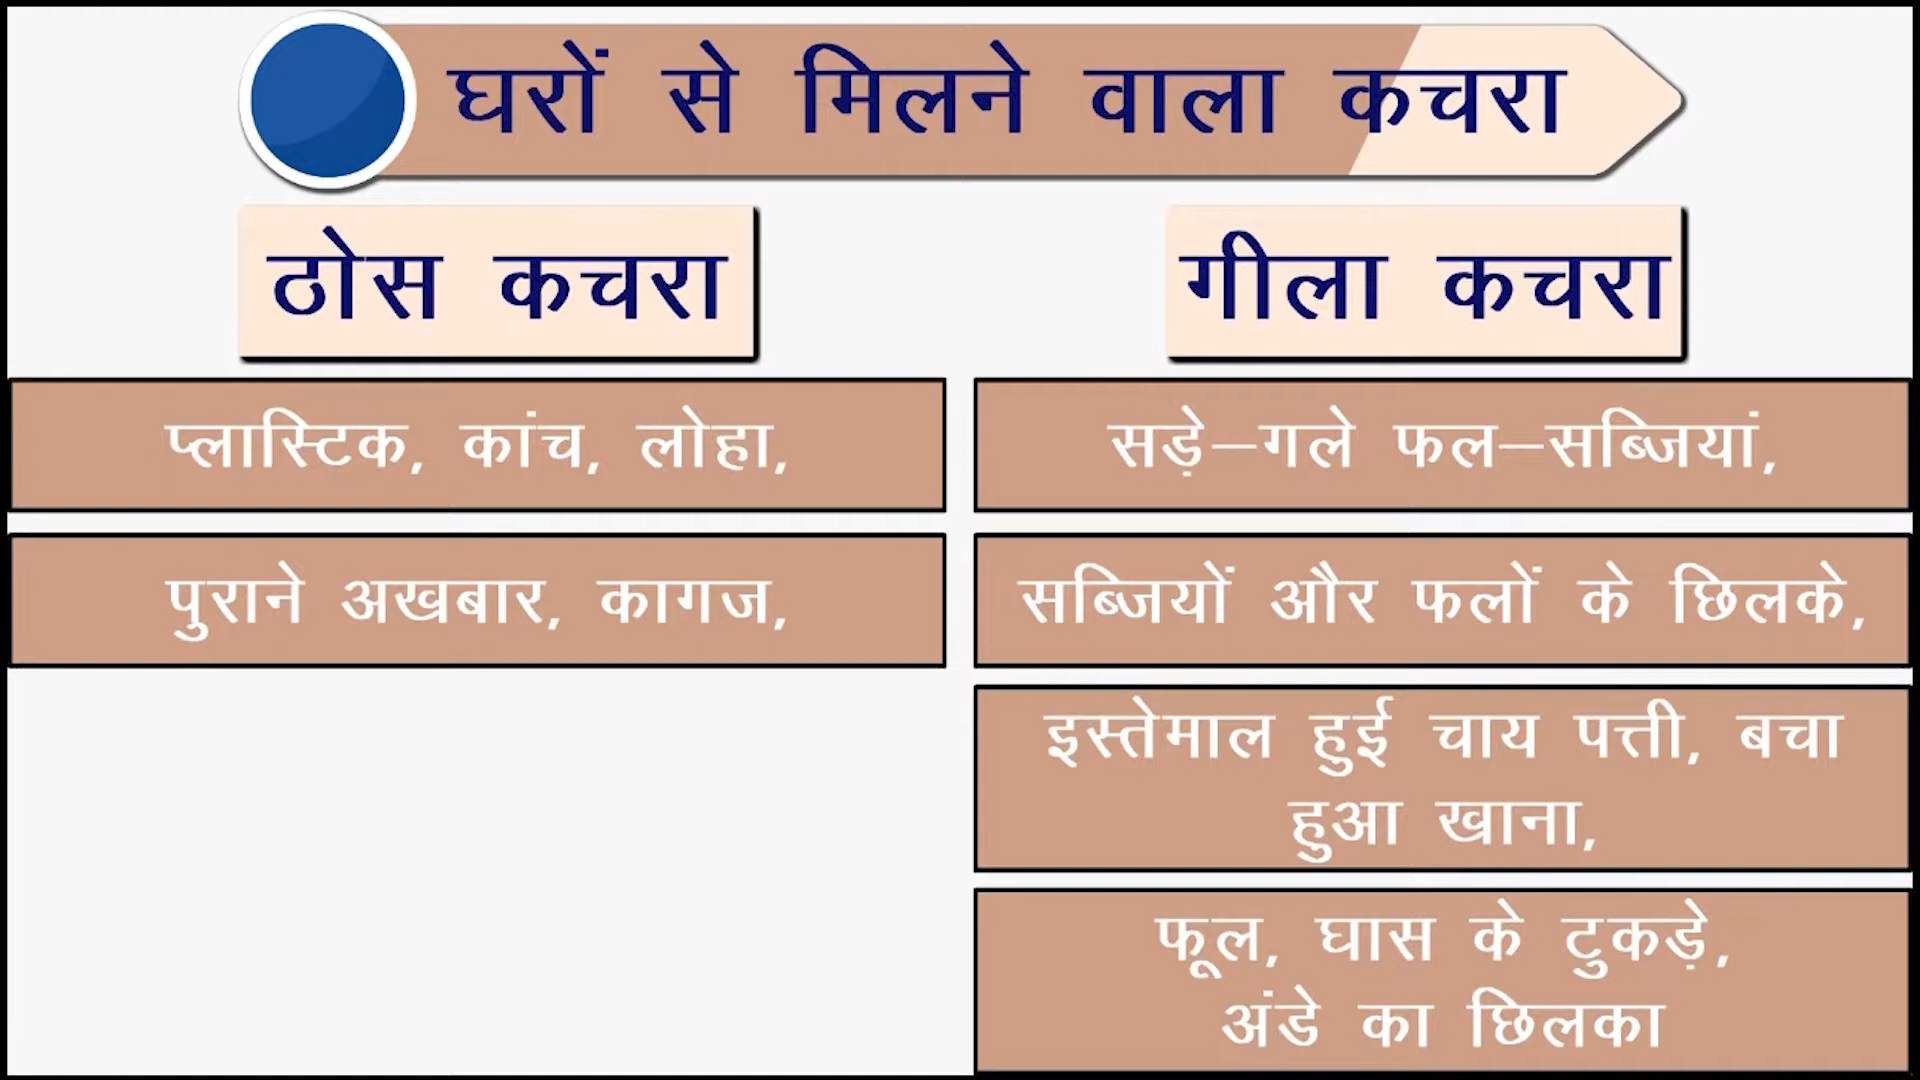 घरों से मिलने वाला कचरा
ठोस कचरा
प्लास्टिक, कांच, लोहा,
पुराने अखबार, कागज,
गीला कचरा
सड़े–गले फल–सब्जियां,
सब्जियों और फलों के छिलके,
इस्तेमाल हुई चाय पत्ती, बचा
हुआ खाना,
फूल, घास के टुकड़े,
अंडे का छिलका